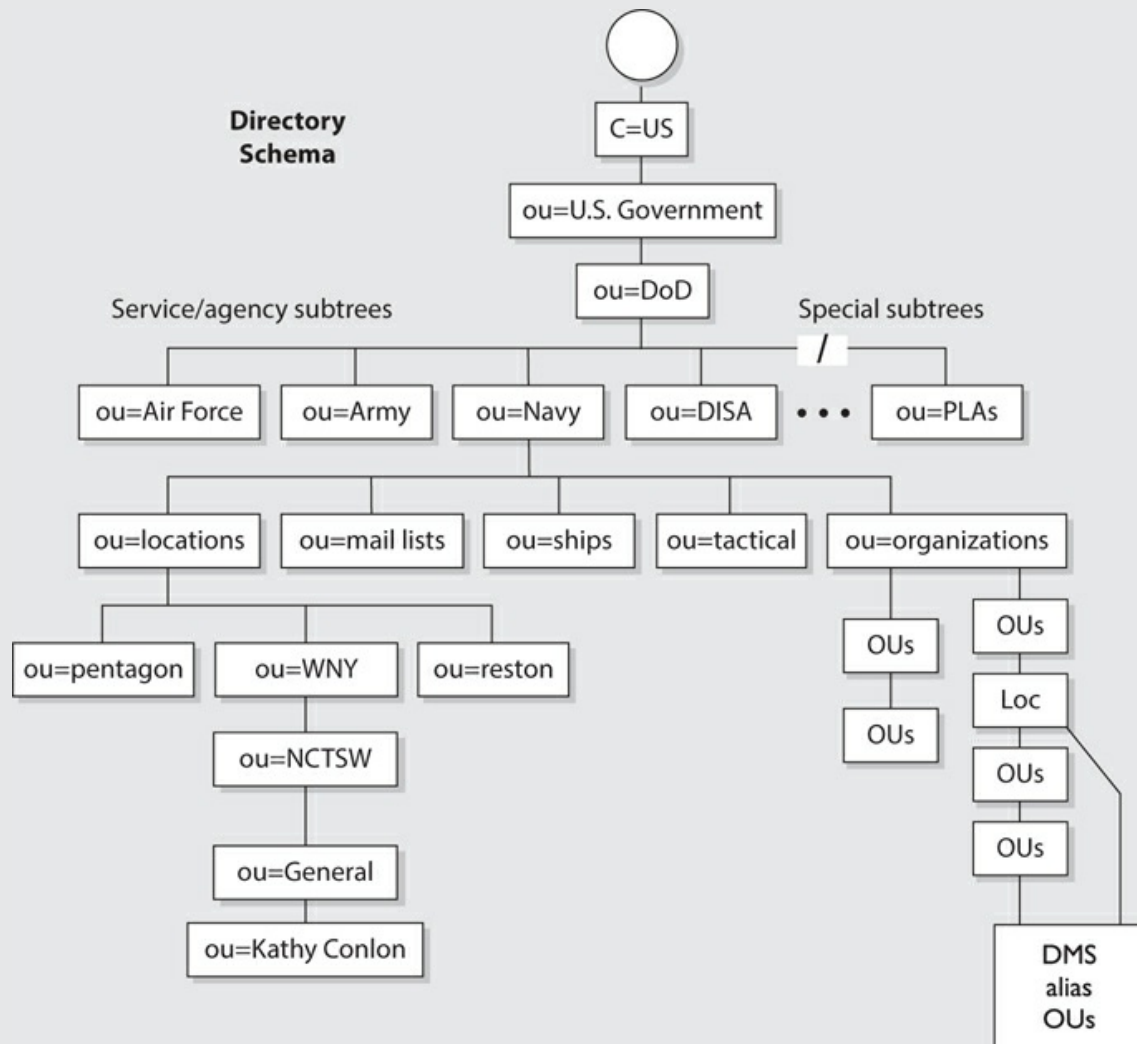 Directory
Schema
C=US
ou=U.S. Government
ou=DoD
Service/agency subtrees
Special subtrees
/
ou=Air Force
ou=Army
ou=Navy
ou=DISA
• • •
ou=PLAs
ou=locations
ou=mail lists
ou=ships
ou=tactical
ou=organizations
ou=pentagon
ou=WNY
ou=reston
OUs
OUs
Loc
OUs
ou=NCTSW
OUs
OUs
ou=General
ou=Kathy Conlon
DMS
alias
OUs